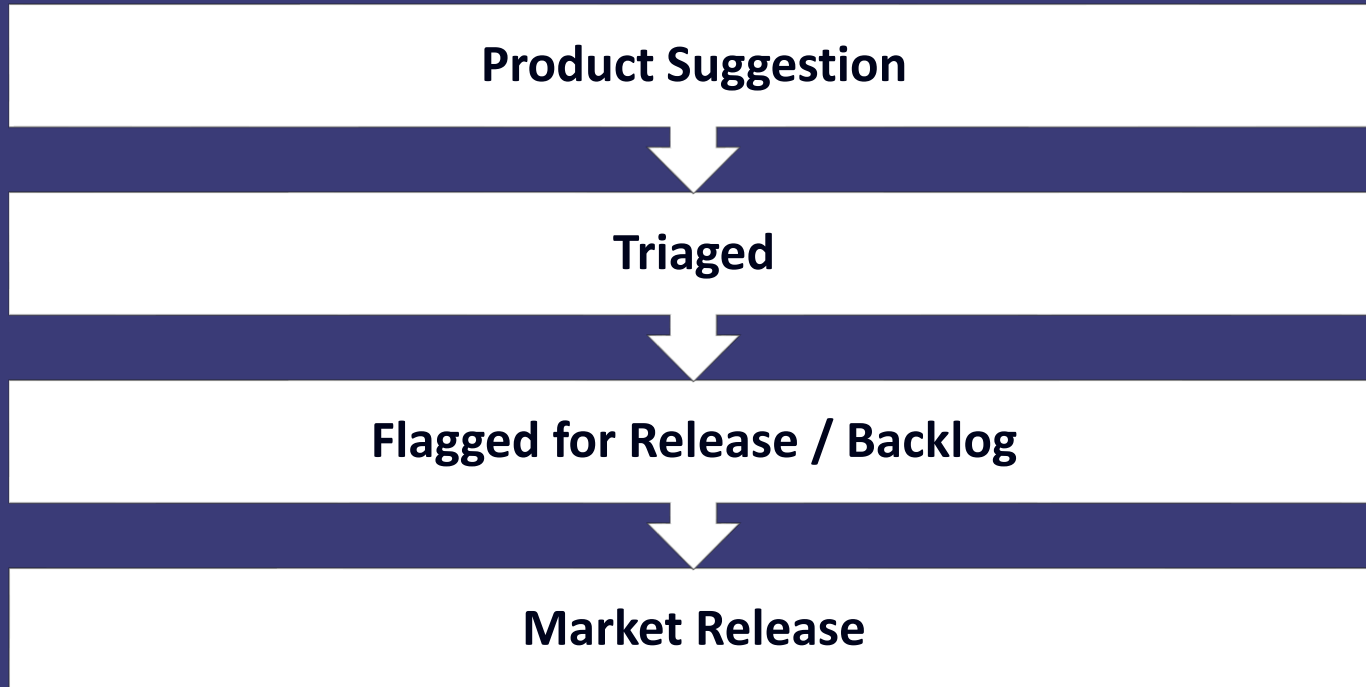 Product Suggestion
Triaged
Flagged for Release / Backlog
Market Release